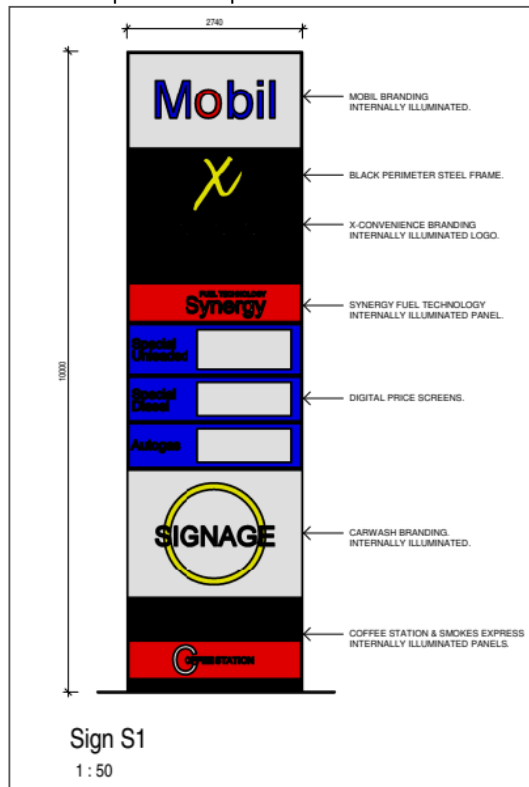 2740
Mobil
MOBIL BRANDING
INTERNALLY ILLUMINATED.
X
BLACK PERIMETER STEEL FRAME.
X-CONVENIENCE BRANDING
INTERNALLY ILLUMINATED LOGO.
FUEL TECHNOLOGY
Synergy
SYNERGY FUEL TECHNOLOGY
INTERNALLY ILLUMINATED PANEL.
Special
Unleaded
10000
Special
Diesel
DIGITAL PRICE SCREENS.
Autogas
SIGNAGE
CARWASH BRANDING.
INTERNALLY ILLUMINATED.
COFFEE STATION & SMOKES EXPRESS
INTERNALLY ILLUMINATED PANELS.
COFFEE STATION
Sign S1
1 : 50